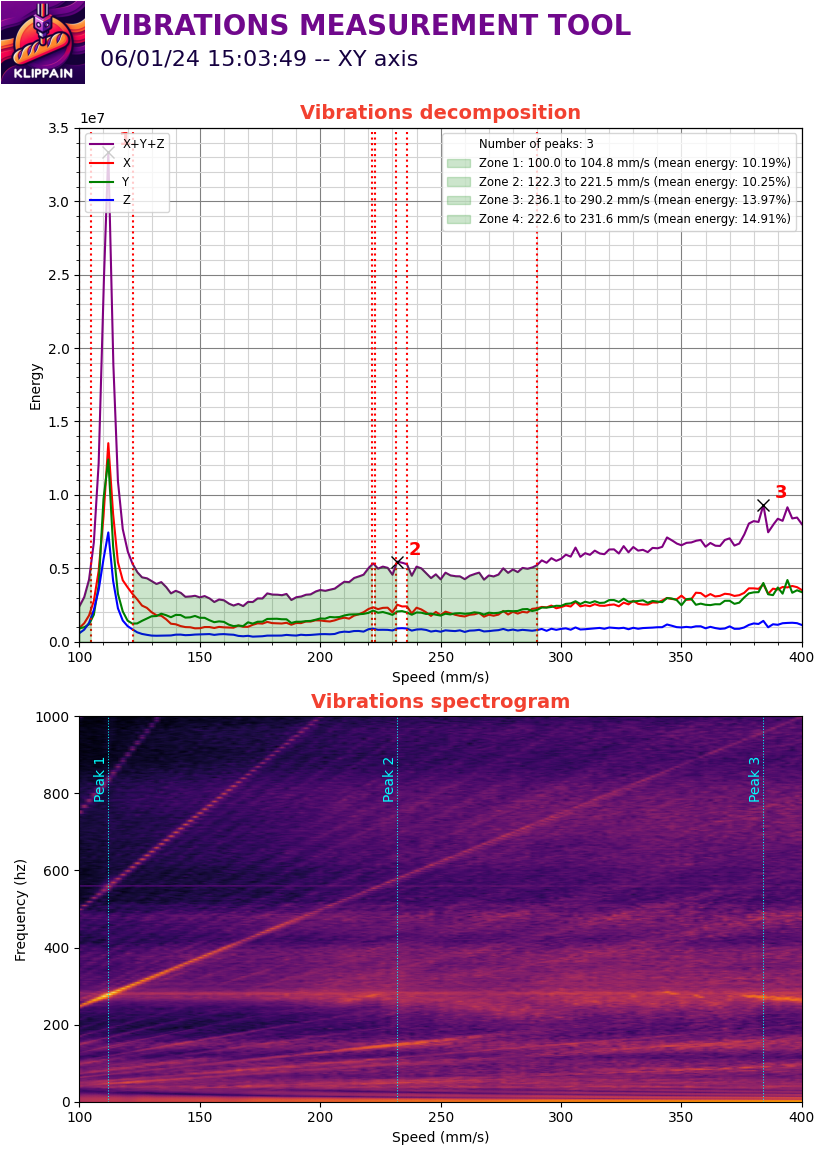 KLIPPAIN
VIBRATIONS MEASUREMENT TOOL
06/01/24 15:03:49 -- XY axis
Vibrations decomposition
1e7
3.5
3.0
2.5
2.0
1.5
1.0
0.5
0.0
Energy
X+Y+Z
X
Y
Z
Number of peaks: 3
Zone 1: 100.0 to 104.8 mm/s (mean energy: 10.19%)
Zone 2: 122.3 to 221.5 mm/s (mean energy: 10.25%)
Zone 3: 236.1 to 290.2 mm/s (mean energy: 13.97%)
Zone 4: 222.6 to 231.6 mm/s (mean energy: 14.91%)
2
3
100 150 200 250 300 350 400
Speed (mm/s)
Vibrations spectrogram
1000
800
600
400
200
0
Frequency (hz)
Peak 1
Peak 2
Peak 3
100 150 200 250 300 350 400
Speed (mm/s)